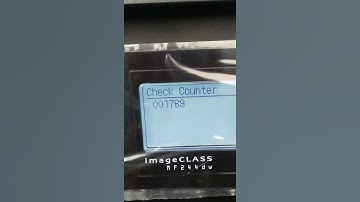 Check Counter
001769
imageCLASS
MF244dw